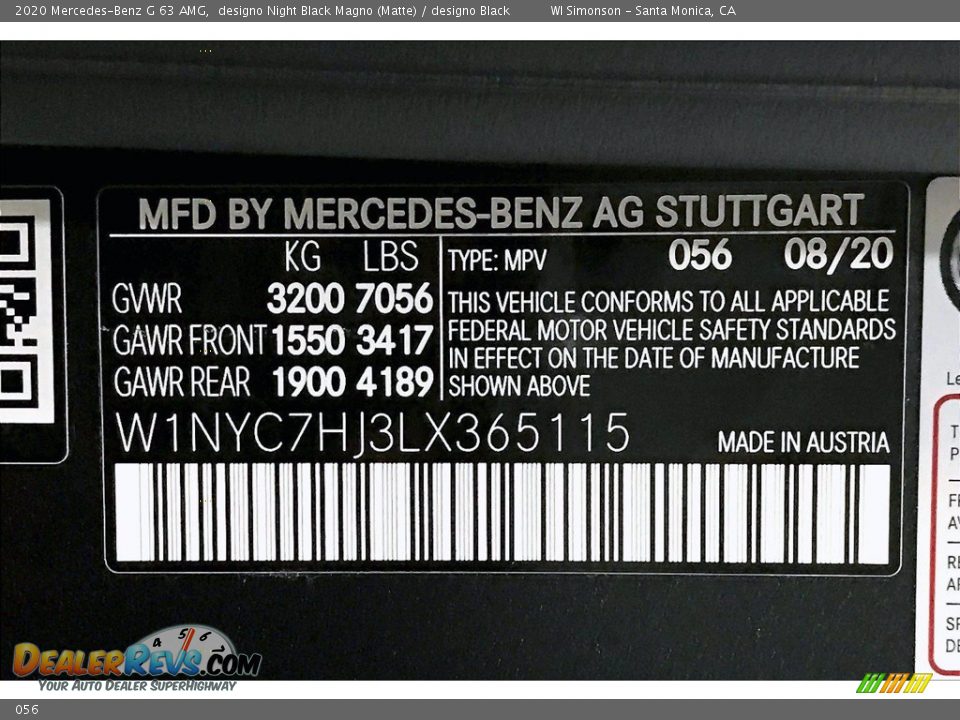 2020 Mercedes-Benz G 63 AMG, designo Night Black Magno (Matte) / designo Black WI Simonson - Santa Monica, CA
MFD BY MERCEDES-BENZ AG STUTTGART
KG LBS
GVWR 3200 7056
GAWR FRONT 1550 3417
GAWR REAR 1900 4189
TYPE: MPV 056 08/20
THIS VEHICLE CONFORMS TO ALL APPLICABLE
FEDERAL MOTOR VEHICLE SAFETY STANDARDS
IN EFFECT ON THE DATE OF MANUFACTURE
SHOWN ABOVE
W1NYC7HJ3LX365115 MADE IN AUSTRIA
4 5 6
DEALERREVS.COM
YOUR AUTO DEALER SUPERHIGHWAY
056